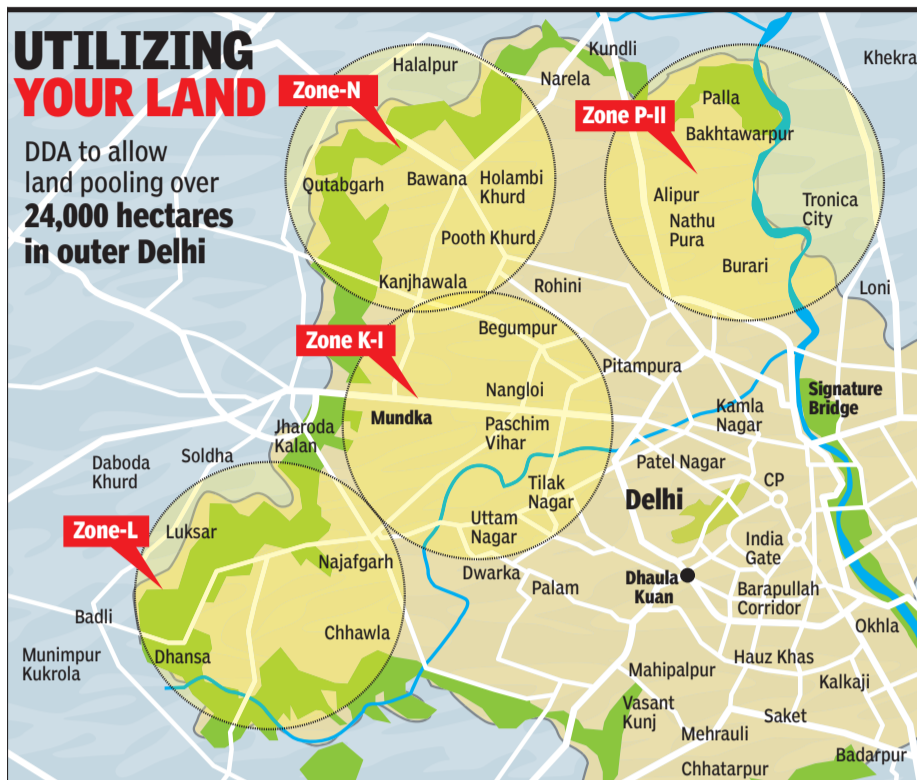 UTILIZING
YOUR LAND
DDA to allow
land pooling over
24,000 hectares
in outer Delhi
Zone-N
Halalpur
Narela
Kundli
Khekra
Qutabgarh
Bawana
Holambi
Khurd
Pooth Khurd
Kanjhawala
Rohini
Zone P-II
Palla
Bakhtawarpur
Alipur
Nathu
Pura
Tronica
City
Burari
Loni
Zone K-I
Begumpur
Pitampura
Nangloi
Mundka
Paschim
Vihar
Kamla
Nagar
Signature
Bridge
Jharoda
Kalan
Soldha
Daboda
Khurd
Tilak
Nagar
Uttam
Nagar
Patel Nagar
Delhi
CP
India
Gate
Zone-L
Luksar
Najafgarh
Dwarka
Palam
Dhaula
Kuan
Barapullah
Corridor
Okhla
Badli
Munimpur
Kukrola
Dhansa
Chhawla
Mahipalpur
Hauz Khas
Kalkaji
Vasant
Kunj
Saket
Mehrauli
Badarpur
Chhatarpur